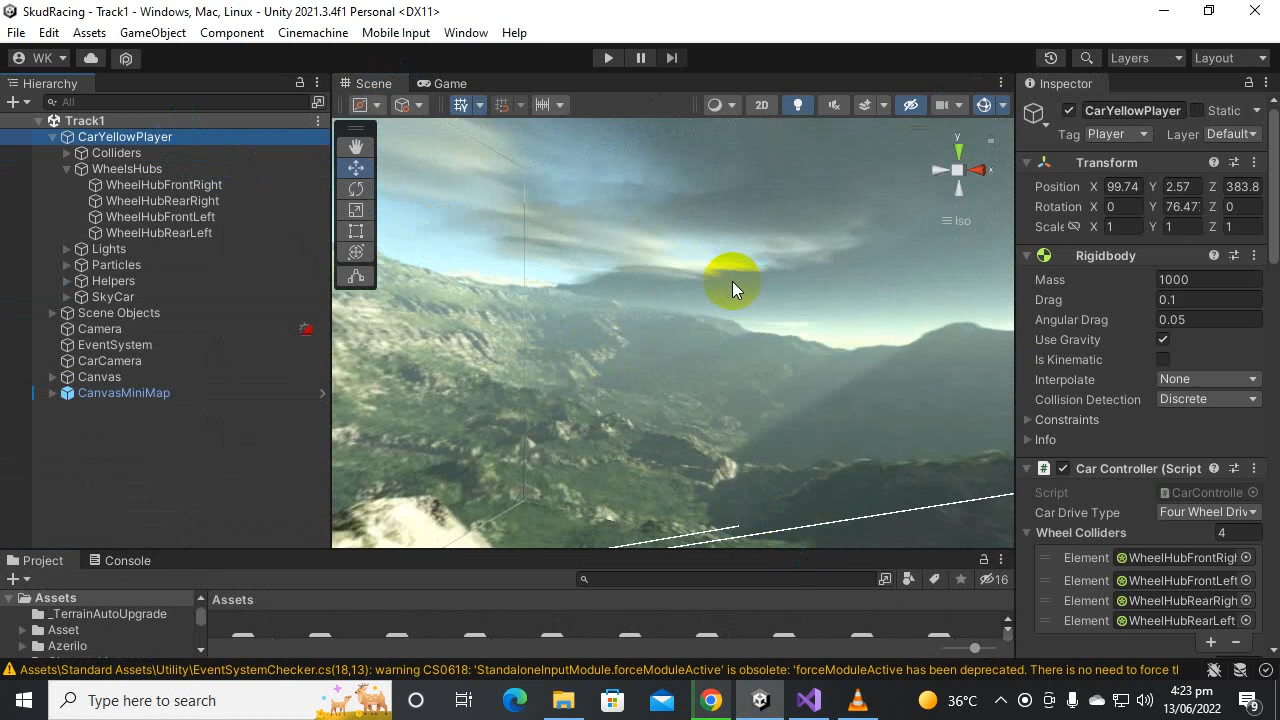 SkudRacing - Track1 - Windows, Mac, Linux - Unity 2021.3.4f1 Personal <DX11>
File Edit Assets GameObject Component Cinemachine Mobile Input Window Help
WK Layers Layout
Hierarchy
All
Track1
CarYellowPlayer
Colliders
WheelsHubs
WheelHubFrontRight
WheelHubRearRight
WheelHubFrontLeft
WheelHubRearLeft
Lights
Particles
Helpers
SkyCar
Scene Objects
Camera
EventSystem
CarCamera
Canvas
CanvasMiniMap
Scene Game
2D
y
x
Iso
Inspector
CarYellowPlayer Static
Tag Player Layer Default
Transform
Position X 99.74 Y 2.57 Z 383.8
Rotation X 0 Y 76.47 Z 0
Scale X 1 Y 1 Z 1
Rigidbody
Mass 1000
Drag 0.1
Angular Drag 0.05
Use Gravity
Is Kinematic
Interpolate None
Collision Detection Discrete
Constraints
Info
Car Controller (Script
Script CarControlle
Car Drive Type Four Wheel Driv
Wheel Colliders 4
Element WheelHubFrontRigh
Element WheelHubFrontLeft
Element WheelHubRearRigh
Element WheelHubRearLeft
Project Console
16
Assets
_TerrainAutoUpgrade
Asset
Azerilo
Assets
Assets\Standard Assets\Utility\EventSystemChecker.cs(18,13): warning CS0618: 'StandaloneInputModule.forceModuleActive' is obsolete: 'forceModuleActive has been deprecated. There is no need to force tl
Type here to search
36°C
4:23 pm
13/06/2022
9